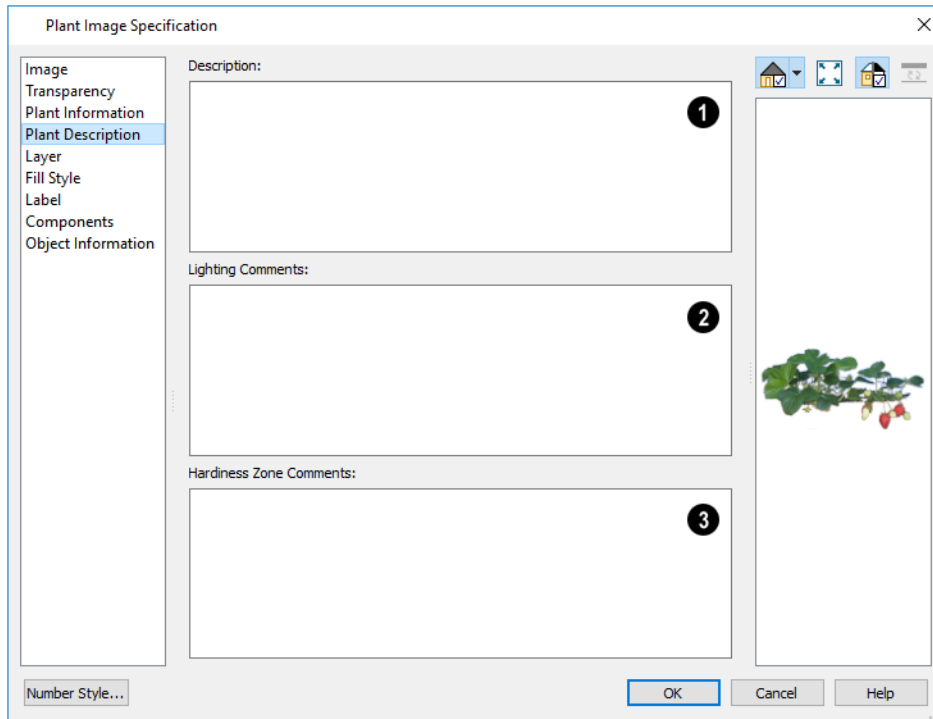 Plant Image Specification
Image
Transparency
Plant Information
Plant Description
Layer
Fill Style
Label
Components
Object Information
Description:
1
Lighting Comments:
2
Hardiness Zone Comments:
3
Number Style...
OK
Cancel
Help